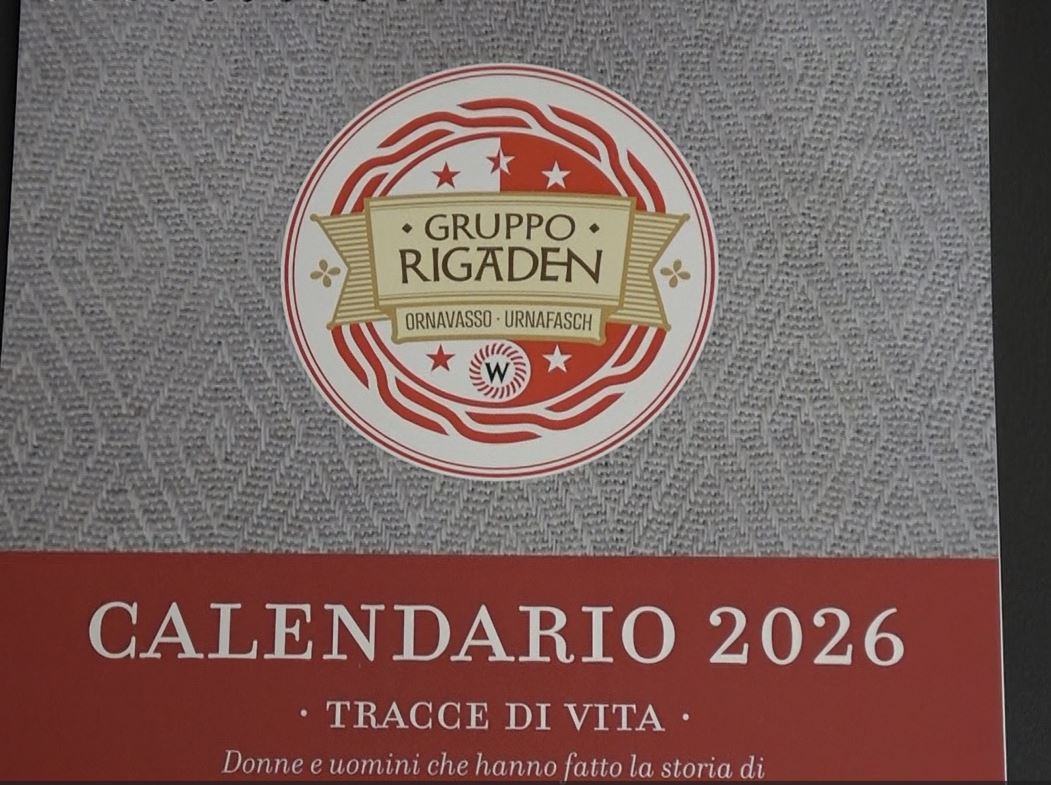 · GRUPPO ·
RIGADEN
ORNAVASSO · URNAFASCH
W
CALENDARIO 2026
· TRACCE DI VITA ·
Donne e uomini che hanno fatto la storia di